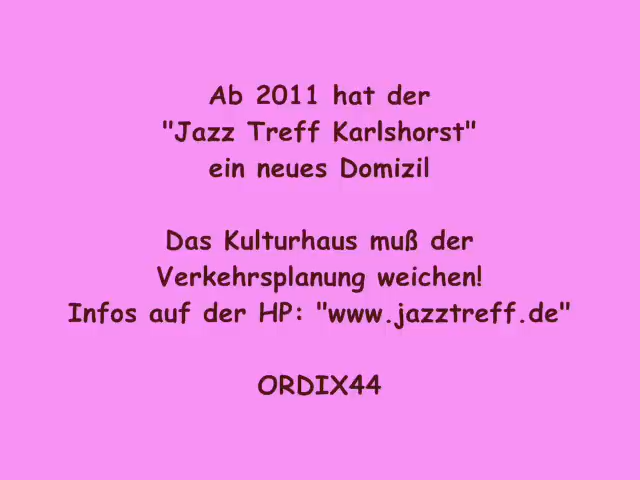 Ab 2011 hat der
"Jazz Treff Karlshorst"
ein neues Domizil
Das Kulturhaus muß der
Verkehrsplanung weichen!
Infos auf der HP: "www.jazztreff.de"
ORDIX44